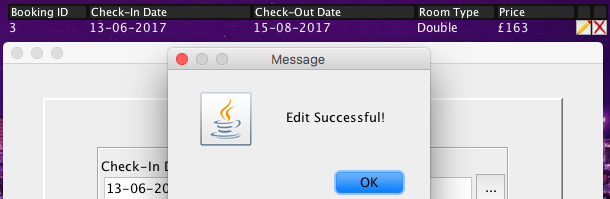 Booking ID Check-In Date Check-Out Date Room Type Price
3 13-06-2017 15-08-2017 Double £163
Message
Edit Successful!
Check-In D
13-06-20
...
OK